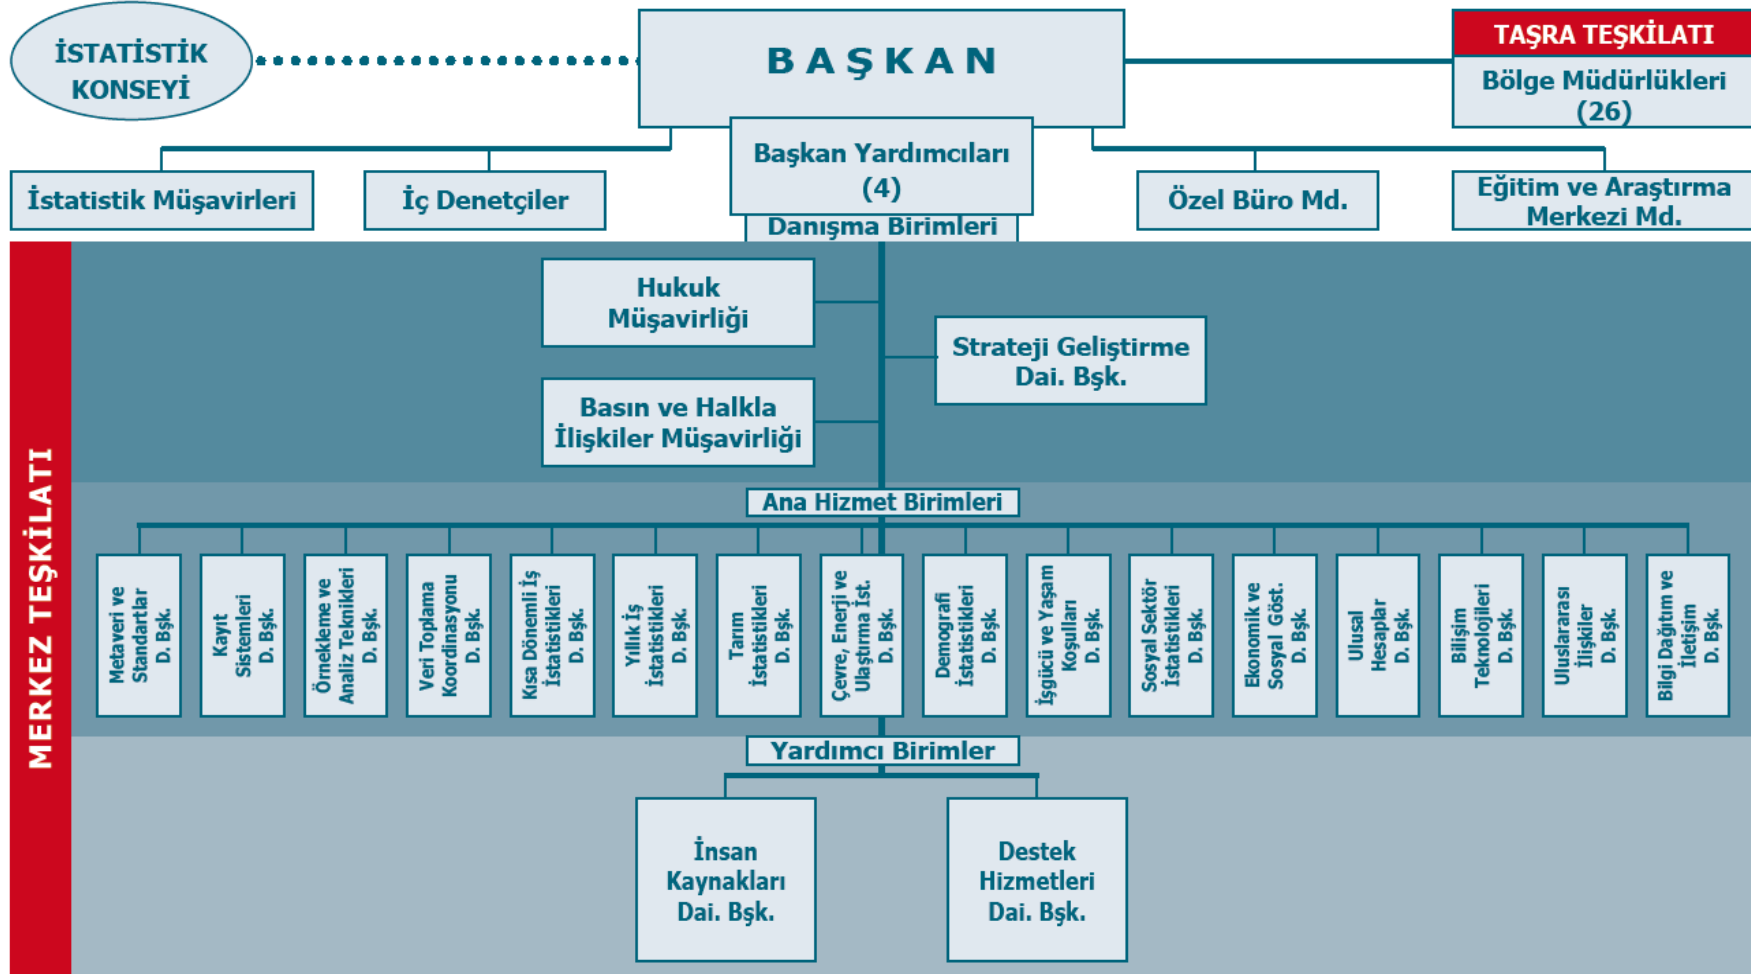 İSTATİSTİK
KONSEYİ
BAŞKAN
TAŞRA TEŞKİLATI
Bölge Müdürlükleri
(26)
Başkan Yardımcıları
(4)
İstatistik Müşavirleri
İç Denetçiler
Özel Büro Md.
Eğitim ve Araştırma
Merkezi Md.
Danışma Birimleri
MERKEZ TEŞKİLATI
Hukuk
Müşavirliği
Strateji Geliştirme
Dai. Bşk.
Basın ve Halkla
İlişkiler Müşavirliği
Ana Hizmet Birimleri
Metaveri ve
Standartlar
D. Bşk.
Kayıt
Sistemleri
D. Bşk.
Örnekleme ve
Analiz Teknikleri
D. Bşk.
Veri Toplama
Koordinasyonu
D. Bşk.
Kısa Dönemli İş
İstatistikleri
D. Bşk.
Yıllık İş
İstatistikleri
D. Bşk.
Tarım
İstatistikleri
D. Bşk.
Çevre, Enerji ve
Ulaştırma İst.
D. Bşk.
Demografi
İstatistikleri
D. Bşk.
İşgücü ve Yaşam
Koşulları
D. Bşk.
Sosyal Sektör
İstatistikleri
D. Bşk.
Ekonomik ve
Sosyal Göst.
D. Bşk.
Ulusal
Hesaplar
D. Bşk.
Bilişim
Teknolojileri
D. Bşk.
Uluslararası
İlişkiler
D. Bşk.
Bilgi Dağıtım ve
İletişim
D. Bşk.
Yardımcı Birimler
İnsan
Kaynakları
Dai. Bşk.
Destek
Hizmetleri
Dai. Bşk.